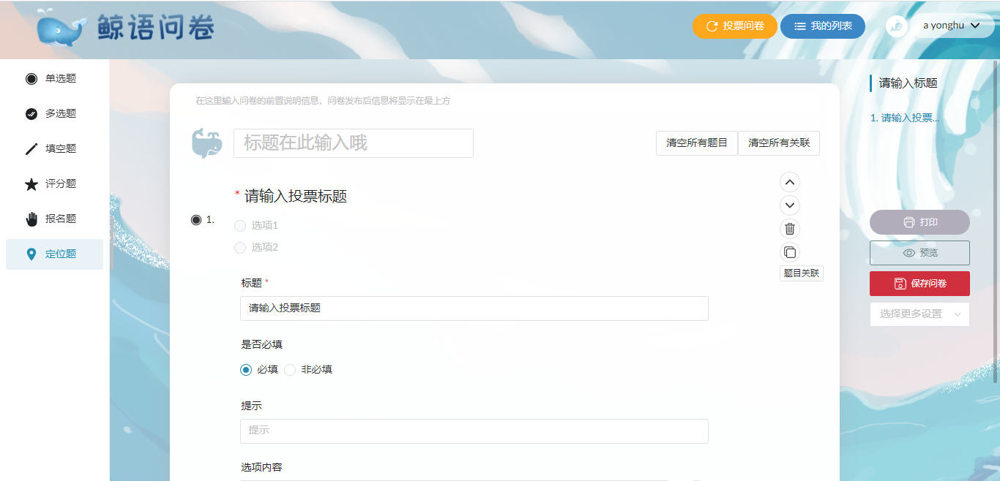 鲸语问卷
投票问卷
我的列表
a yonghu
单选题
多选题
填空题
评分题
报名题
定位题
在这里输入问卷的前置说明信息，问卷发布后信息将显示在最上方
标题在此输入哦
清空所有题目
清空所有关联
* 请输入投票标题
1.
选项1
选项2
题目关联
标题 *
请输入投票标题
是否必填
必填 非必填
提示
提示
选项内容
请输入标题
1. 请输入投票...
打印
预览
保存问卷
选择更多设置